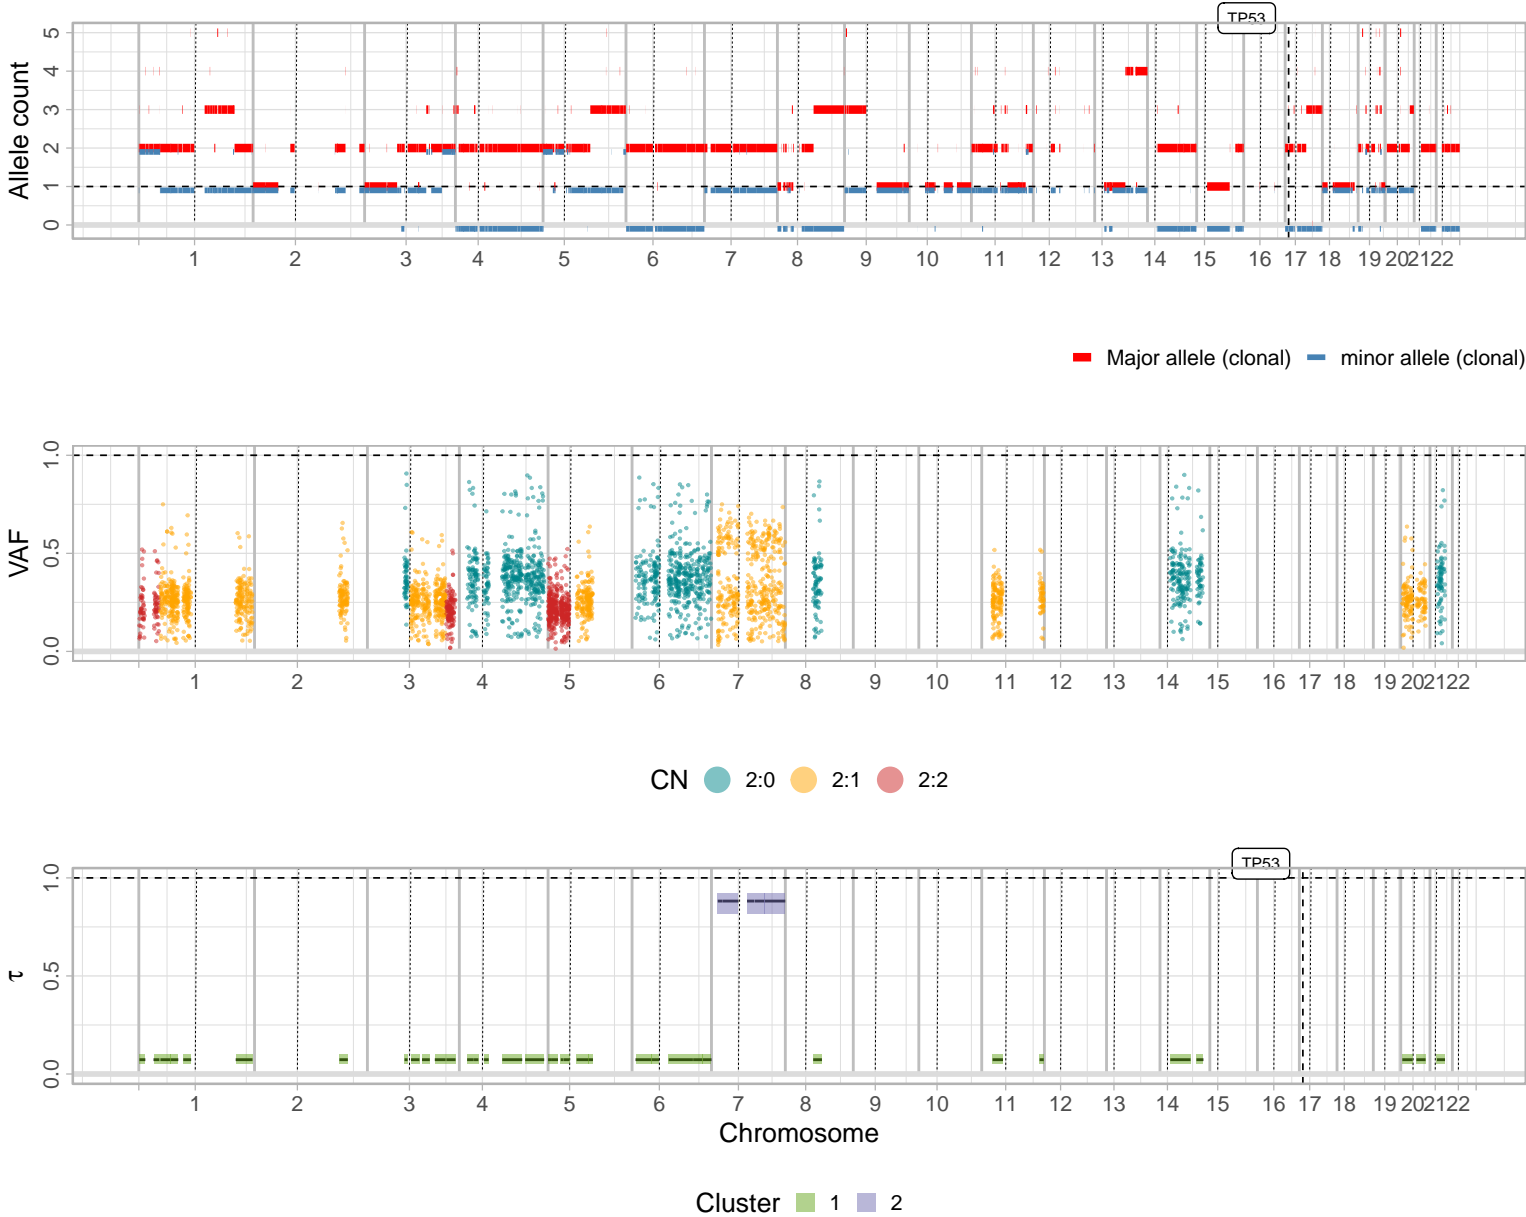 TP53
Allele count
5
4
3
2
1
0
1 2 3 4 5 6 7 8 9 10 11 12 13 14 15 16 17 18 19 20 21 22
Major allele (clonal) minor allele (clonal)
VAF
1.0
0.5
0.0
1 2 3 4 5 6 7 8 9 10 11 12 13 14 15 16 17 18 19 20 21 22
CN 2:0 2:1 2:2
TP53
τ
1.0
0.5
0.0
1 2 3 4 5 6 7 8 9 10 11 12 13 14 15 16 17 18 19 20 21 22
Chromosome
Cluster 1 2